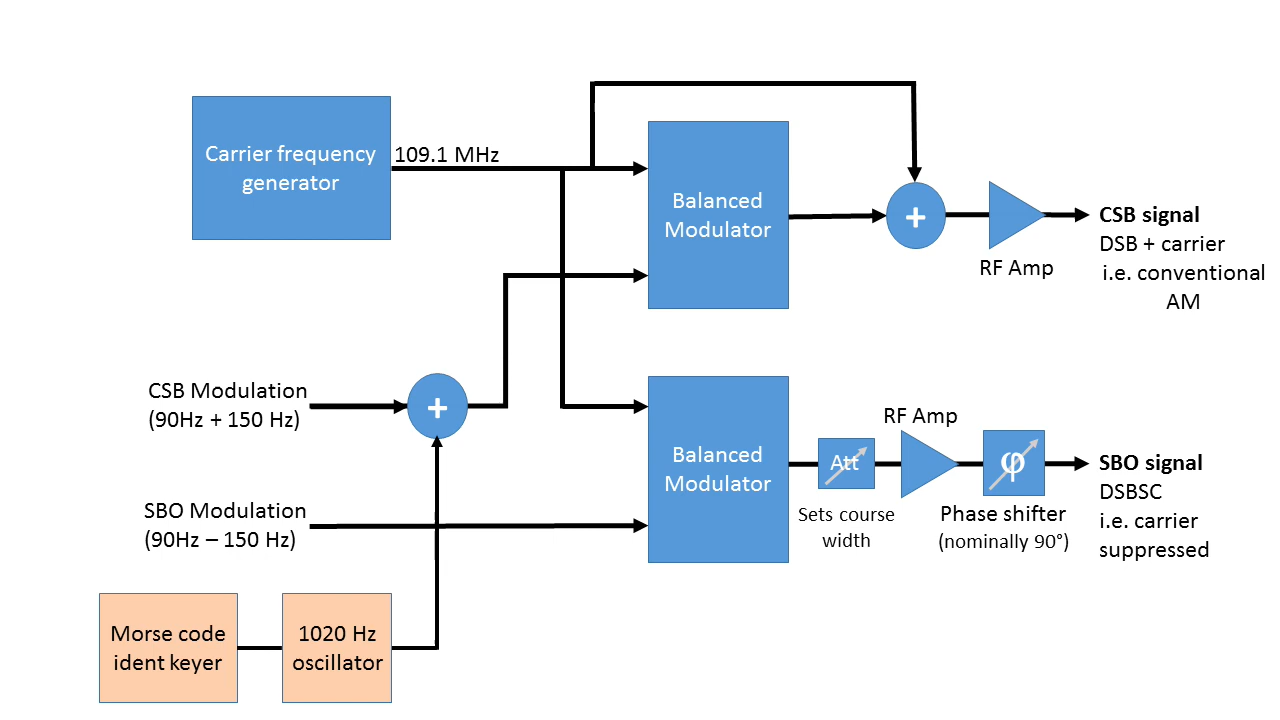 Carrier frequency
generator
109.1 MHz
Balanced
Modulator
+
RF Amp
CSB signal
DSB + carrier
i.e. conventional
AM
CSB Modulation
(90Hz + 150 Hz)
+
SBO Modulation
(90Hz – 150 Hz)
Balanced
Modulator
Att
Sets course
width
RF Amp
φ
Phase shifter
(nominally 90°)
SBO signal
DSBSC
i.e. carrier
suppressed
Morse code
ident keyer
1020 Hz
oscillator